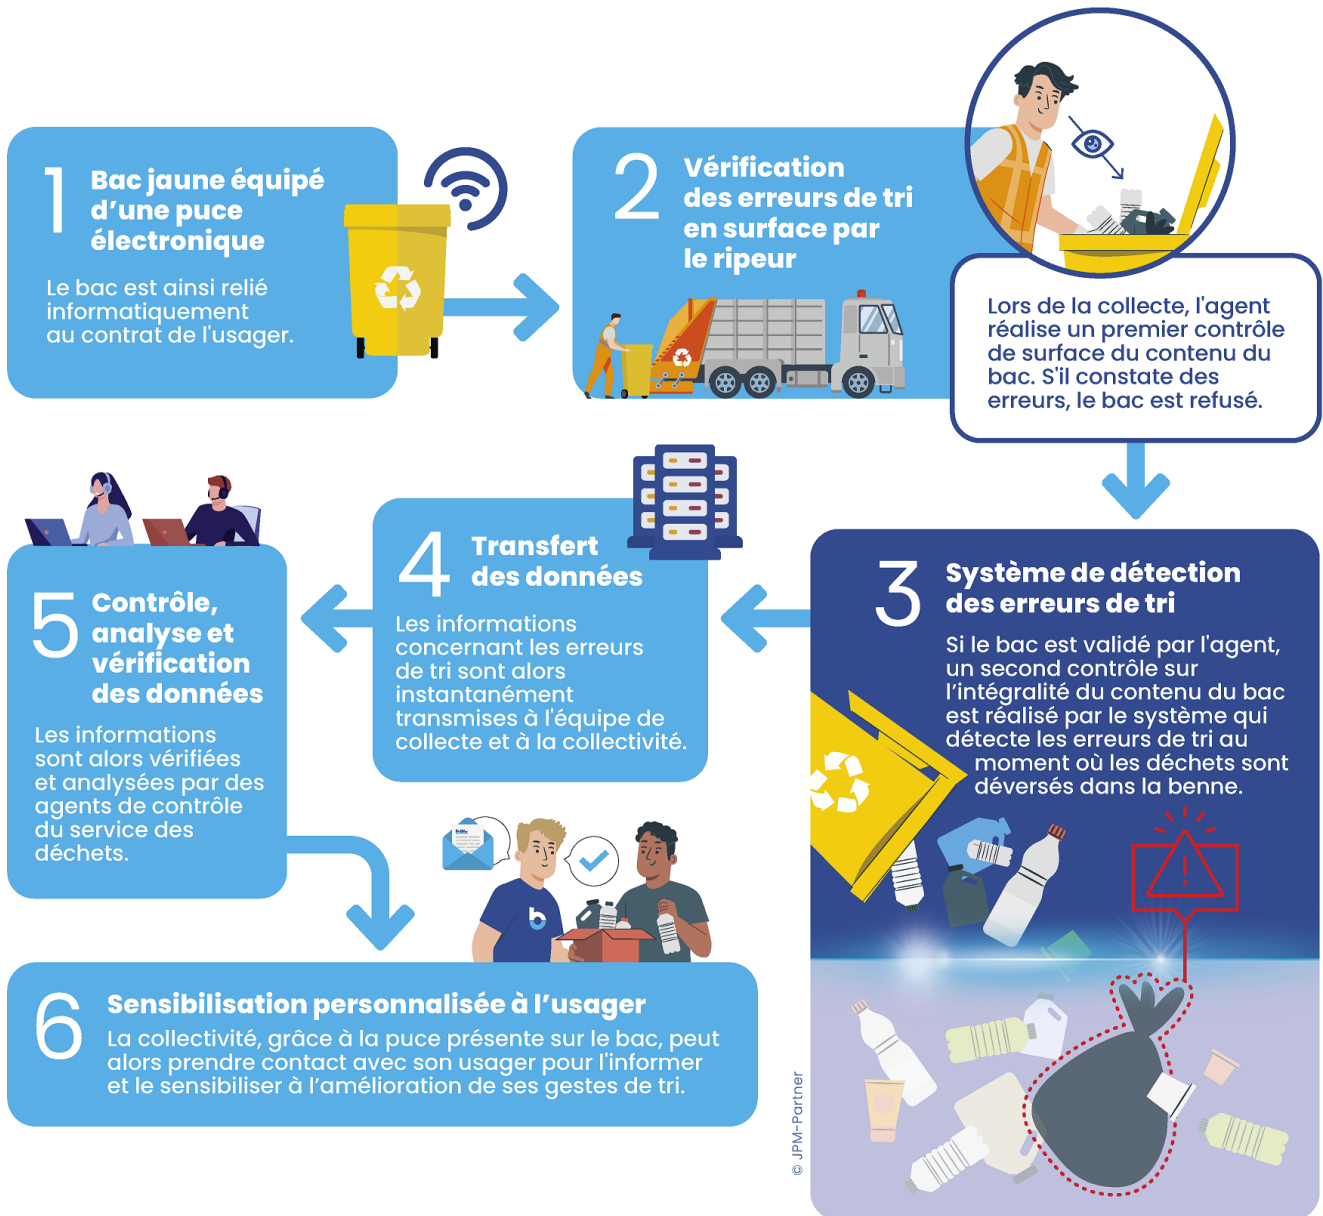 1
Bac jaune équipé
d’une puce
électronique
Le bac est ainsi relié
informatiquement
au contrat de l'usager.
2
Vérification
des erreurs de tri
en surface par
le ripeur
Lors de la collecte, l'agent
réalise un premier contrôle
de surface du contenu du
bac. S'il constate des
erreurs, le bac est refusé.
3
Système de détection
des erreurs de tri
Si le bac est validé par l'agent,
un second contrôle sur
l’intégralité du contenu du bac
est réalisé par le système qui
détecte les erreurs de tri au
moment où les déchets sont
déversés dans la benne.
4
Transfert
des données
Les informations
concernant les erreurs
de tri sont alors
instantanément
transmises à l'équipe de
collecte et à la collectivité.
5
Contrôle,
analyse et
vérification
des données
Les informations
sont alors vérifiées
et analysées par des
agents de contrôle
du service des
déchets.
6
Sensibilisation personnalisée à l’usager
La collectivité, grâce à la puce présente sur le bac, peut
alors prendre contact avec son usager pour l'informer
et le sensibiliser à l’amélioration de ses gestes de tri.
b
© JPM-Partner